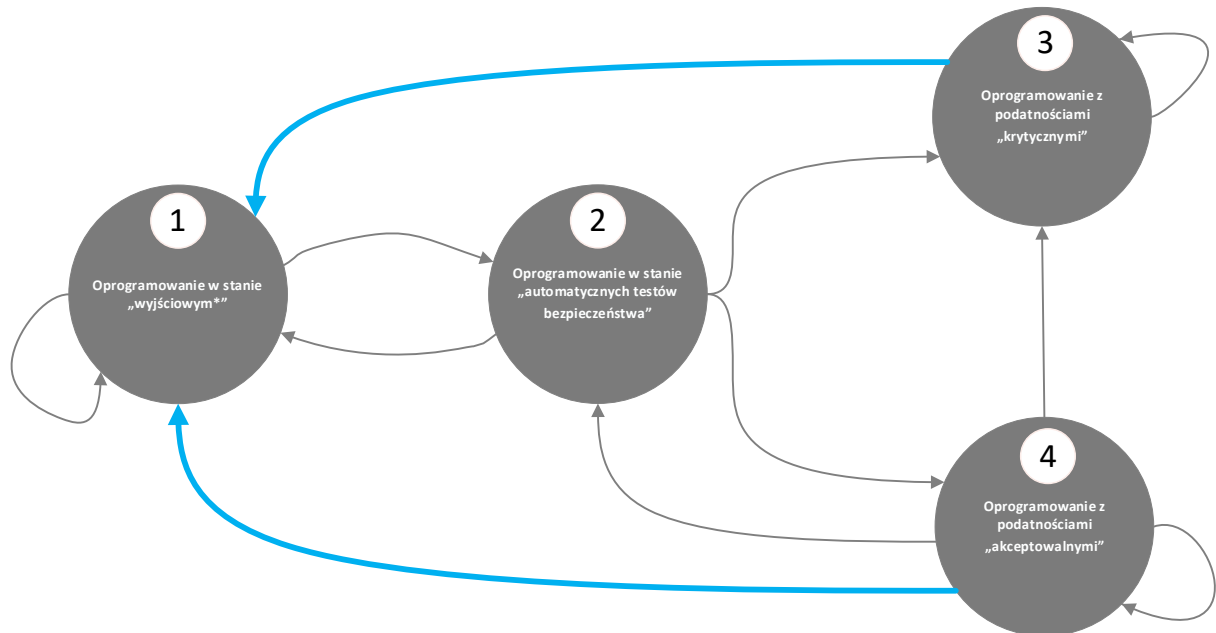 1
Oprogramowanie w stanie
„wyjściowym*”
2
Oprogramowanie w stanie
„automatycznych testów
bezpieczeństwa”
3
Oprogramowanie z
podatnościami
„krytycznymi”
4
Oprogramowanie z
podatnościami
„akceptowalnymi”